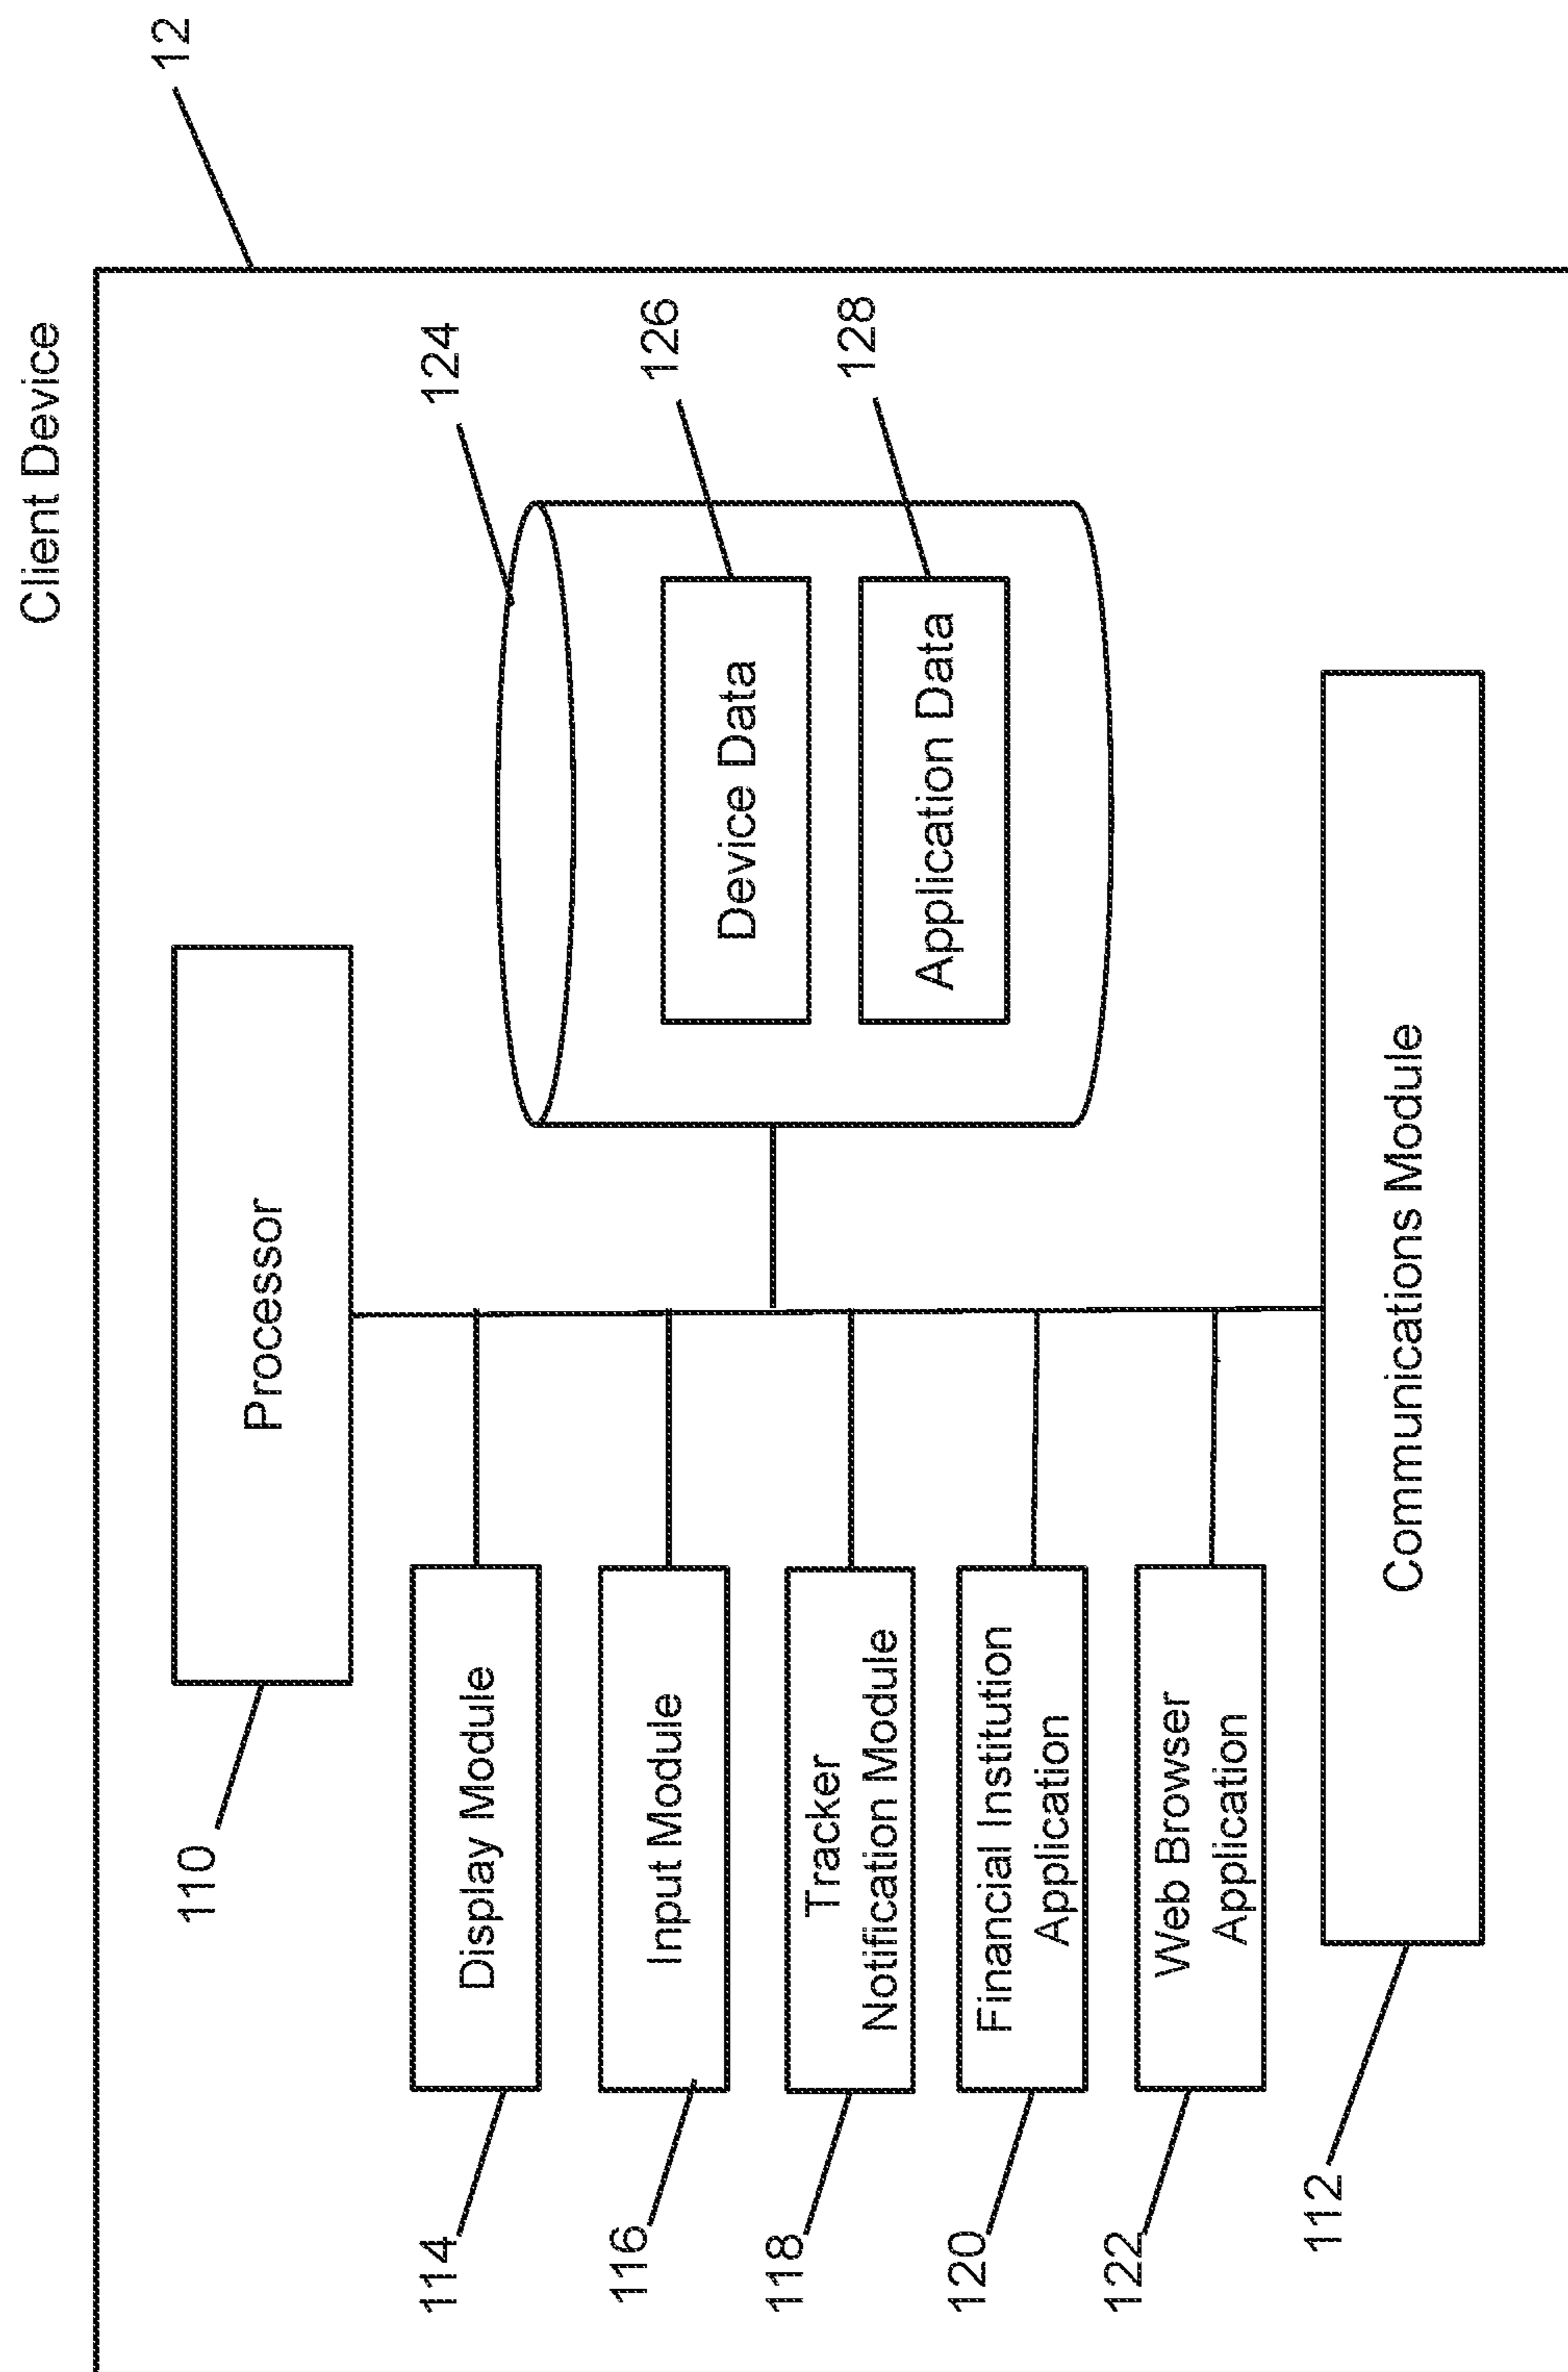 Client Device
12
Processor
110
124
Display Module
114
Device Data
126
Input Module
116
Application Data
128
Tracker
Notification Module
118
Financial Institution
Application
120
Web Browser
Application
122
Communications Module
112